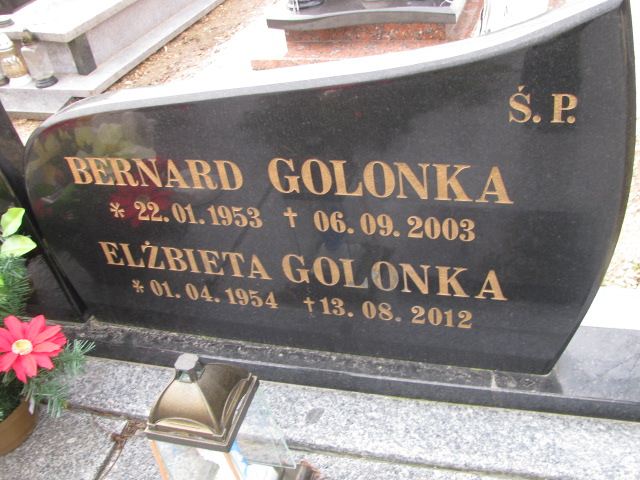 Ś.P.
BERNARD GOLONKA
* 22.01.1953 † 06.09.2003
ELŻBIETA GOLONKA
* 01.04.1954 † 13.08.2012